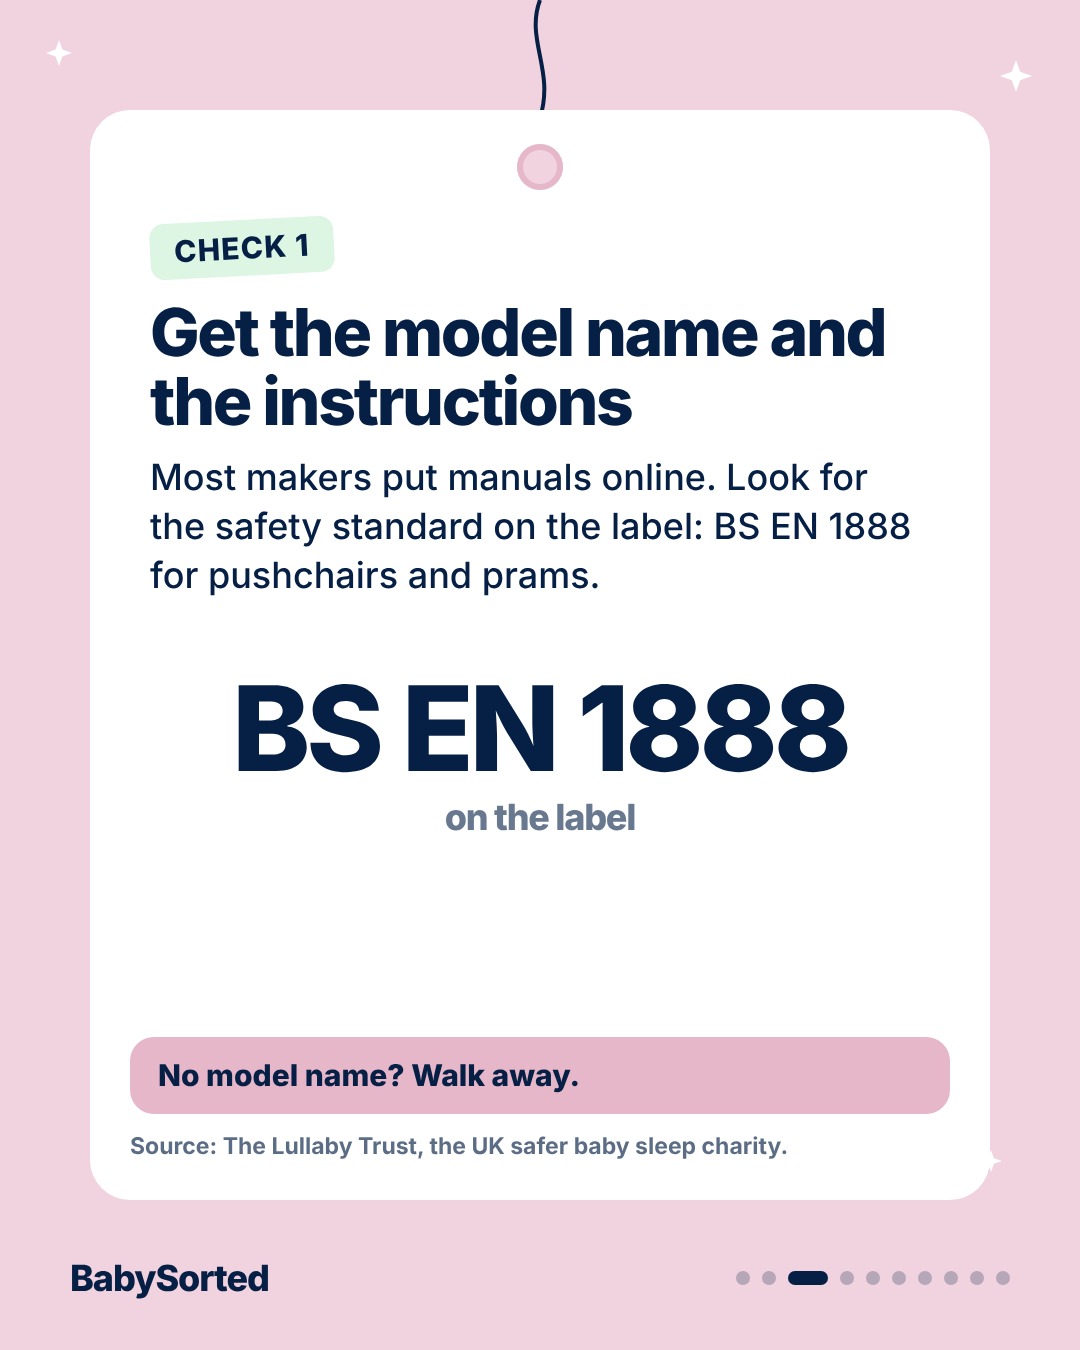 CHECK 1
Get the model name and
the instructions
Most makers put manuals online. Look for
the safety standard on the label: BS EN 1888
for pushchairs and prams.
BS EN 1888
on the label
No model name? Walk away.
Source: The Lullaby Trust, the UK safer baby sleep charity.
BabySorted